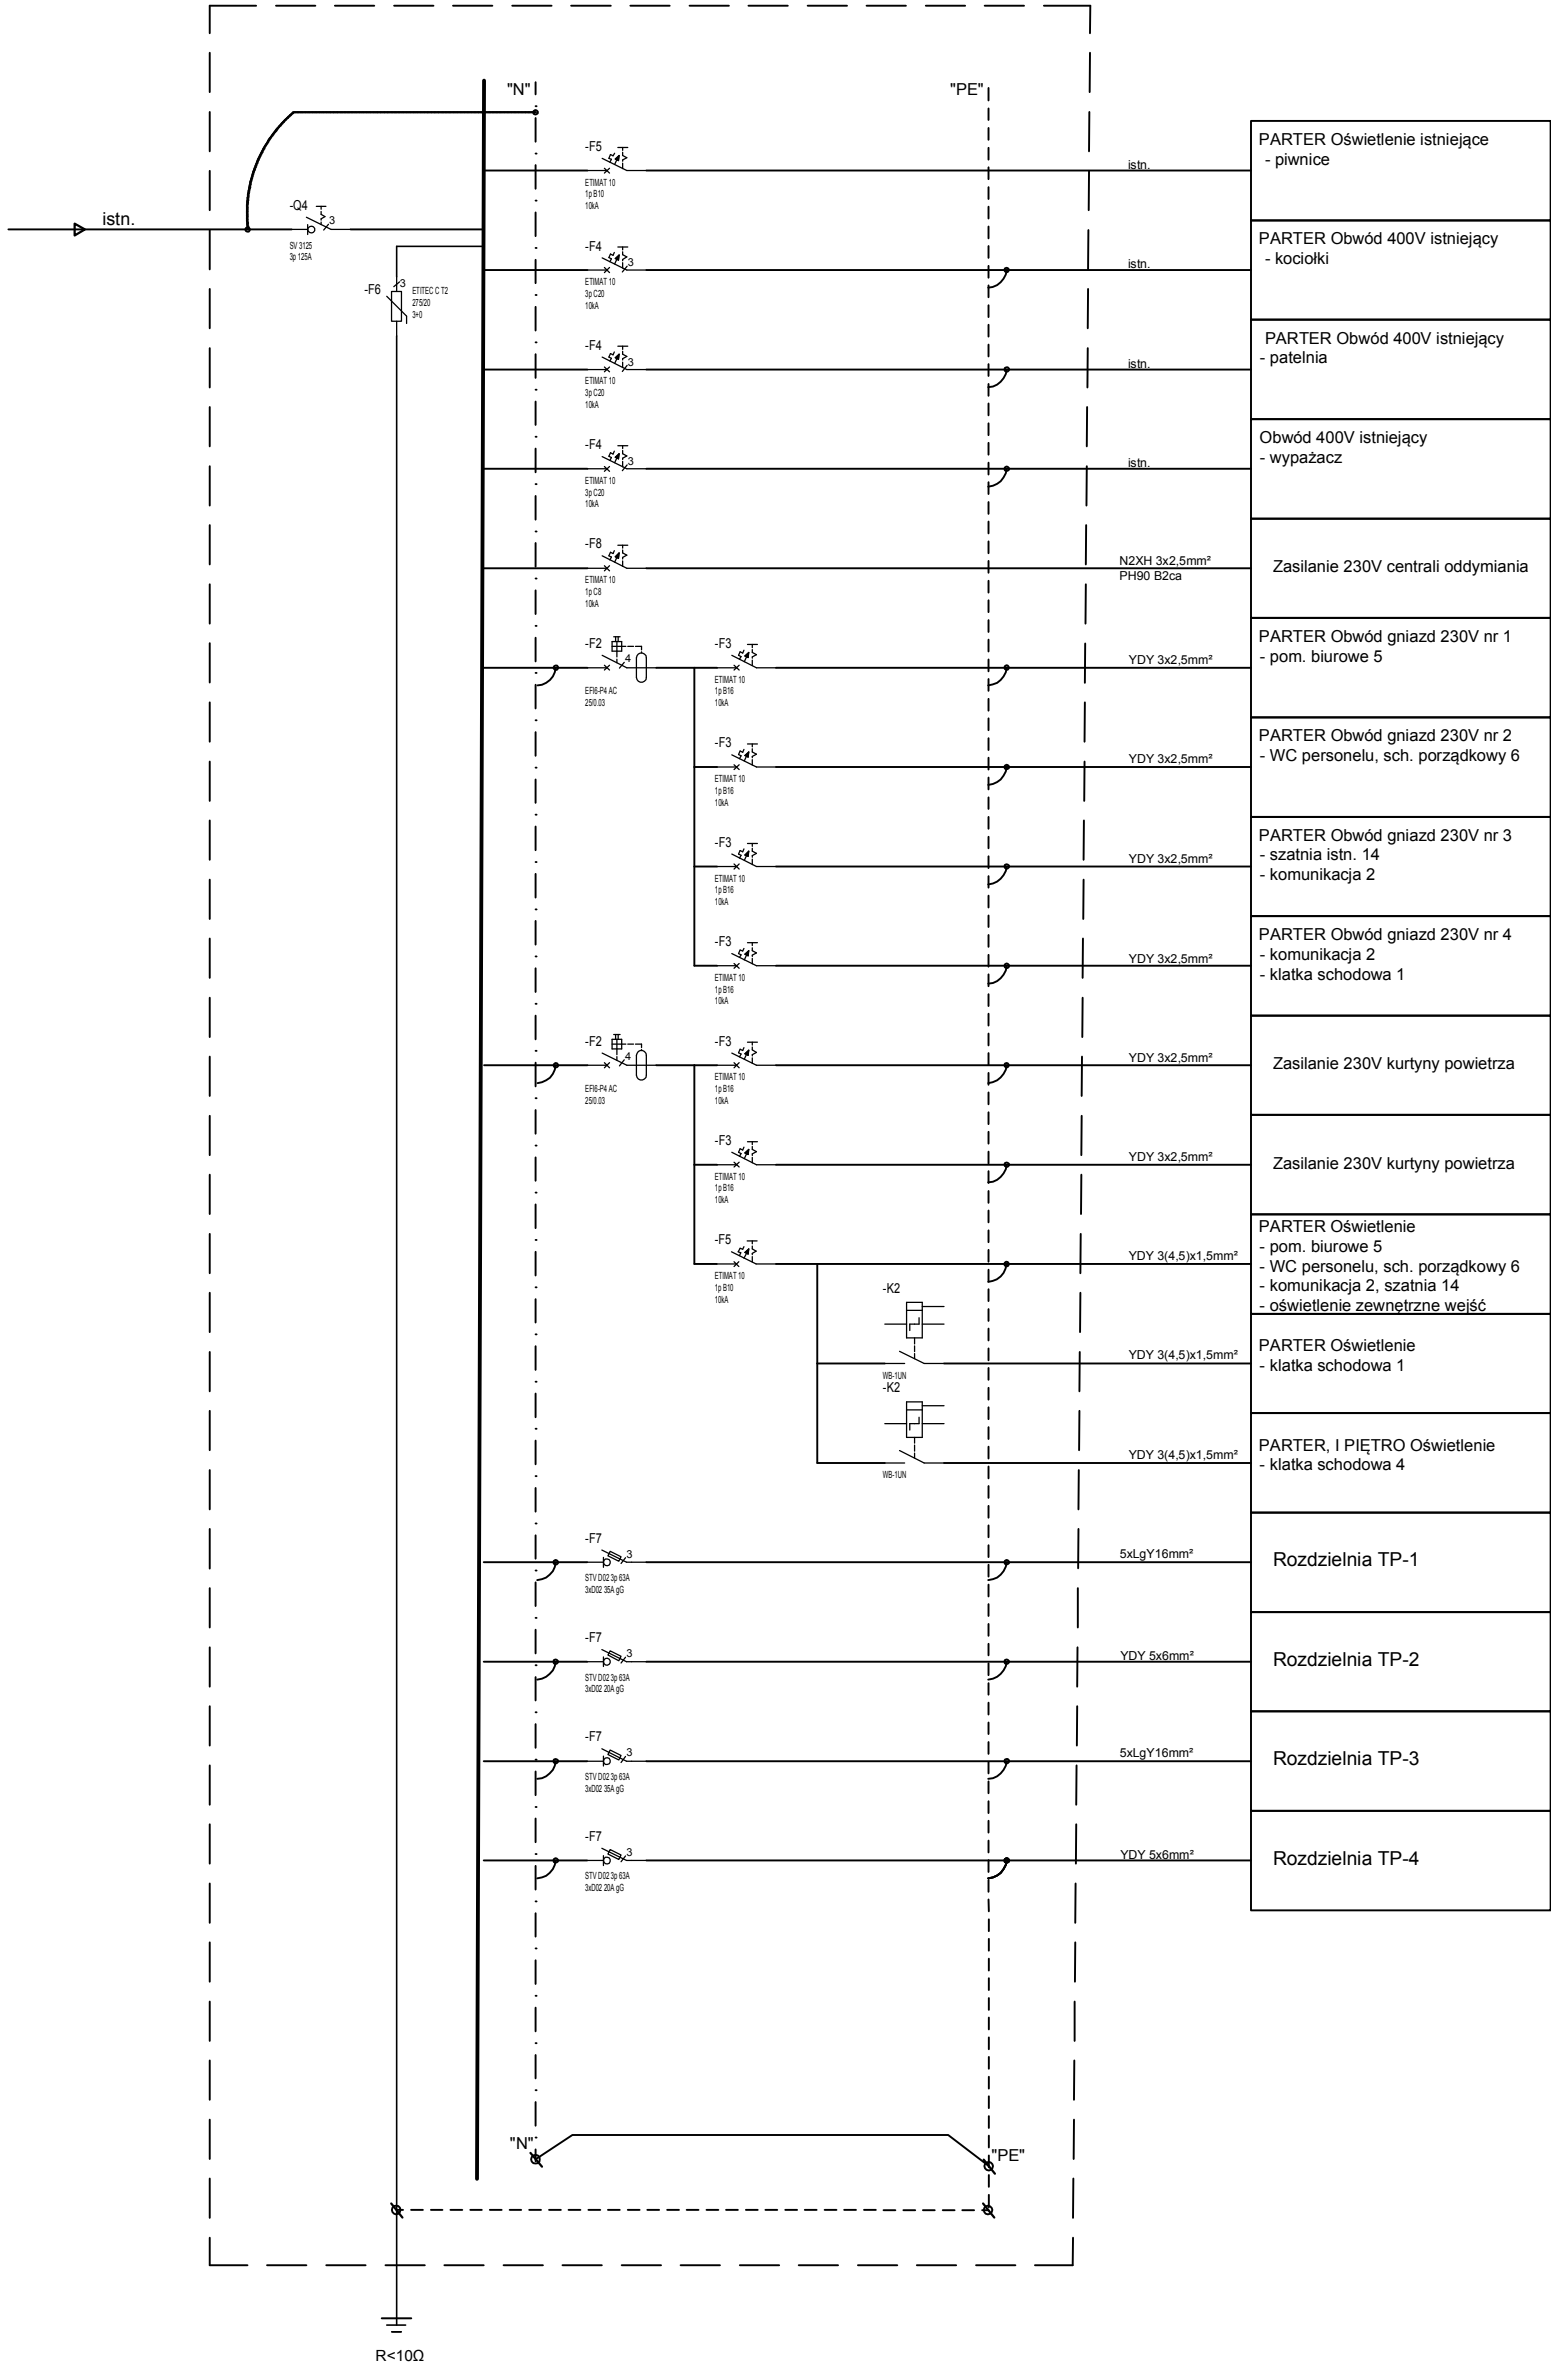 "N"
"PE"
istn.
-Q4
3
SV 3125
3p 125A
-F6
3
ETITEC C T2
275/20
3+0
-F5
ETIMAT 10
1p B10
10kA
istn.
PARTER Oświetlenie istniejące
- piwnice
-F4
3
ETIMAT 10
3p C20
10kA
istn.
PARTER Obwód 400V istniejący
- kociołki
-F4
3
ETIMAT 10
3p C20
10kA
istn.
PARTER Obwód 400V istniejący
- patelnia
-F4
3
ETIMAT 10
3p C20
10kA
istn.
Obwód 400V istniejący
- wypażacz
-F8
ETIMAT 10
1p C8
10kA
N2XH 3x2,5mm²
PH90 B2ca
Zasilanie 230V centrali oddymiania
-F2
4
EFI6-P4 AC
25/0.03
-F3
ETIMAT 10
1p B16
10kA
YDY 3x2,5mm²
PARTER Obwód gniazd 230V nr 1
- pom. biurowe 5
-F3
ETIMAT 10
1p B16
10kA
YDY 3x2,5mm²
PARTER Obwód gniazd 230V nr 2
- WC personelu, sch. porządkowy 6
-F3
ETIMAT 10
1p B16
10kA
YDY 3x2,5mm²
PARTER Obwód gniazd 230V nr 3
- szatnia istn. 14
- komunikacja 2
-F3
ETIMAT 10
1p B16
10kA
YDY 3x2,5mm²
PARTER Obwód gniazd 230V nr 4
- komunikacja 2
- klatka schodowa 1
-F2
4
EFI6-P4 AC
25/0.03
-F3
ETIMAT 10
1p B16
10kA
YDY 3x2,5mm²
Zasilanie 230V kurtyny powietrza
-F3
ETIMAT 10
1p B16
10kA
YDY 3x2,5mm²
Zasilanie 230V kurtyny powietrza
-F5
ETIMAT 10
1p B10
10kA
YDY 3(4,5)x1,5mm²
PARTER Oświetlenie
- pom. biurowe 5
- WC personelu, sch. porządkowy 6
- komunikacja 2, szatnia 14
- oświetlenie zewnętrzne wejść
-K2
WB-1UN
YDY 3(4,5)x1,5mm²
PARTER Oświetlenie
- klatka schodowa 1
-K2
WB-1UN
YDY 3(4,5)x1,5mm²
PARTER, I PIĘTRO Oświetlenie
- klatka schodowa 4
-F7
3
STV D02 3p 63A
3xD02 35A gG
5xLgY16mm²
Rozdzielnia TP-1
-F7
3
STV D02 3p 63A
3xD02 20A gG
YDY 5x6mm²
Rozdzielnia TP-2
-F7
3
STV D02 3p 63A
3xD02 35A gG
5xLgY16mm²
Rozdzielnia TP-3
-F7
3
STV D02 3p 63A
3xD02 20A gG
YDY 5x6mm²
Rozdzielnia TP-4
"N"
"PE"
R<10Ω